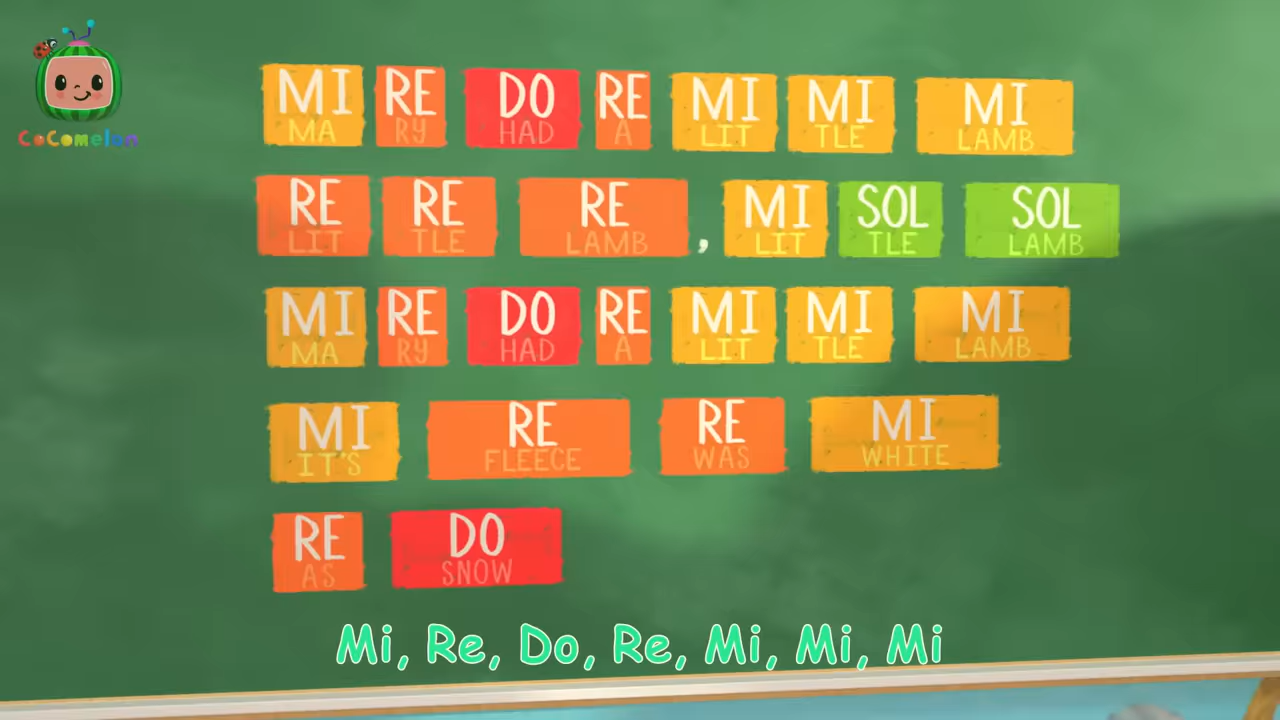 CoComelon
MI RE DO RE MI MI MI
MA RY HAD A LIT TLE LAMB
RE RE RE MI SOL SOL
LIT TLE LAMB, LIT TLE LAMB
MI RE DO RE MI MI MI
MA RY HAD A LIT TLE LAMB
MI RE RE MI
IT'S FLEECE WAS WHITE
RE DO
AS SNOW
Mi, Re, Do, Re, Mi, Mi, Mi